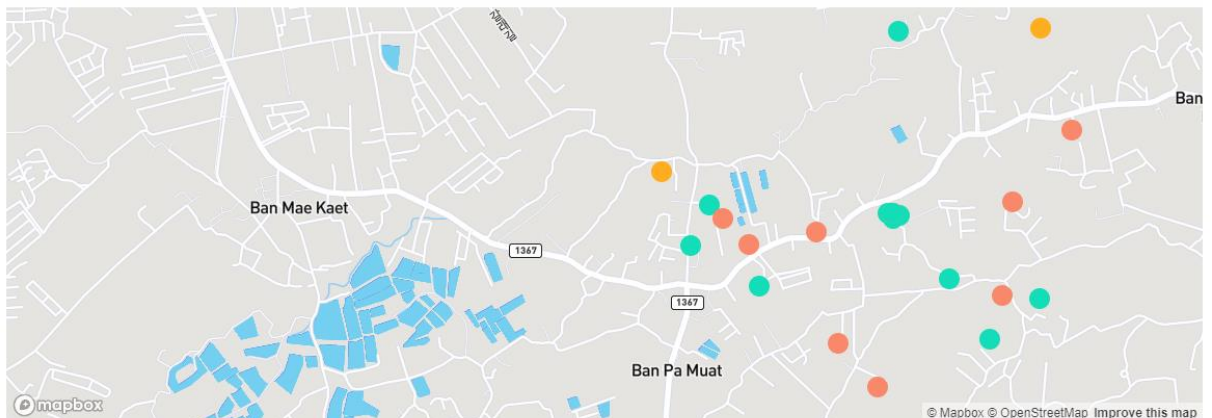 Ban
Ban Mae Kaet
1367
1367
Ban Pa Muat
mapbox
© Mapbox © OpenStreetMap Improve this map